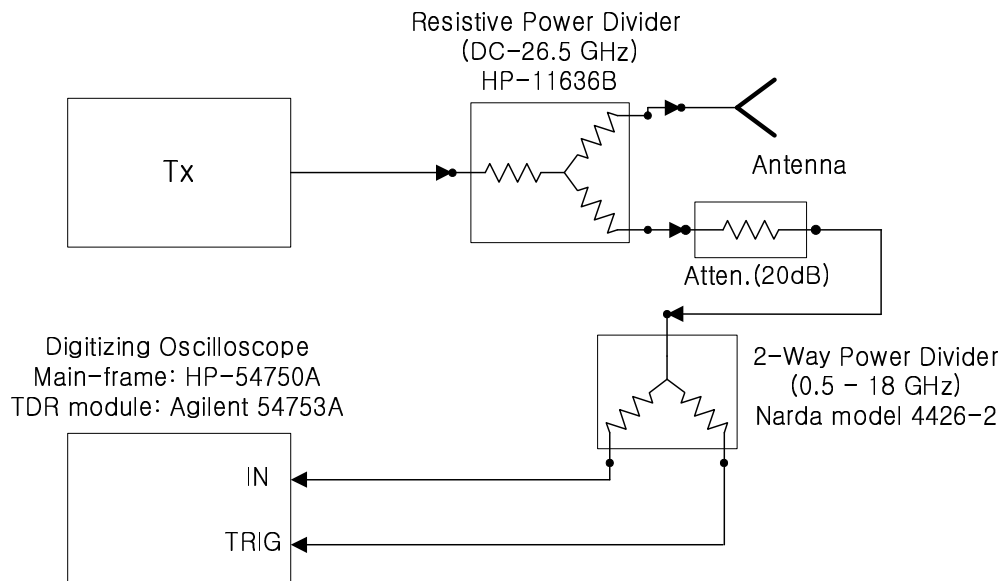 Resistive Power Divider
(DC-26.5 GHz)
HP-11636B
Tx
Antenna
Atten.(20dB)
2-Way Power Divider
(0.5 - 18 GHz)
Narda model 4426-2
Digitizing Oscilloscope
Main-frame: HP-54750A
TDR module: Agilent 54753A
IN
TRIG